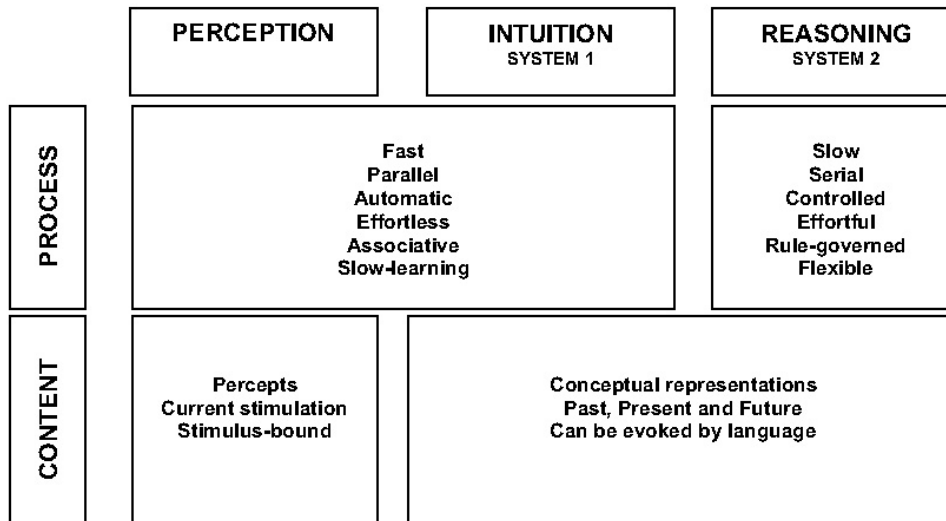 PERCEPTION
INTUITION
SYSTEM 1
REASONING
SYSTEM 2
PROCESS
Fast
Parallel
Automatic
Effortless
Associative
Slow-learning
Slow
Serial
Controlled
Effortful
Rule-governed
Flexible
CONTENT
Percepts
Current stimulation
Stimulus-bound
Conceptual representations
Past, Present and Future
Can be evoked by language